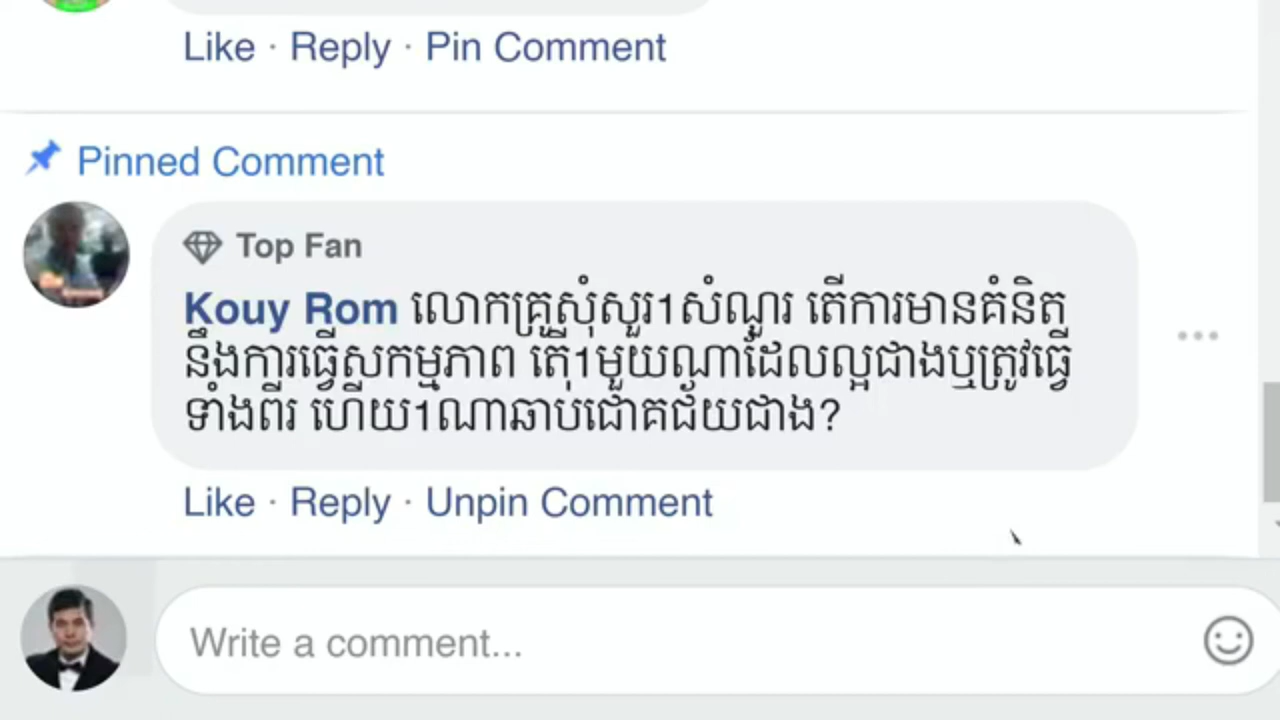 Like · Reply · Pin Comment
Pinned Comment
Top Fan
Kouy Rom លោកគ្រូសុំសួរ1សំណួរ តើការមានគំនិត
នឹងការធ្វើសកម្មភាព តើ1មួយណាដែលល្អជាងឬត្រូវធ្វើ
ទាំងពីរ ហើយ1ណាឆាប់ជោគជ័យជាង?
Like · Reply · Unpin Comment
Write a comment...